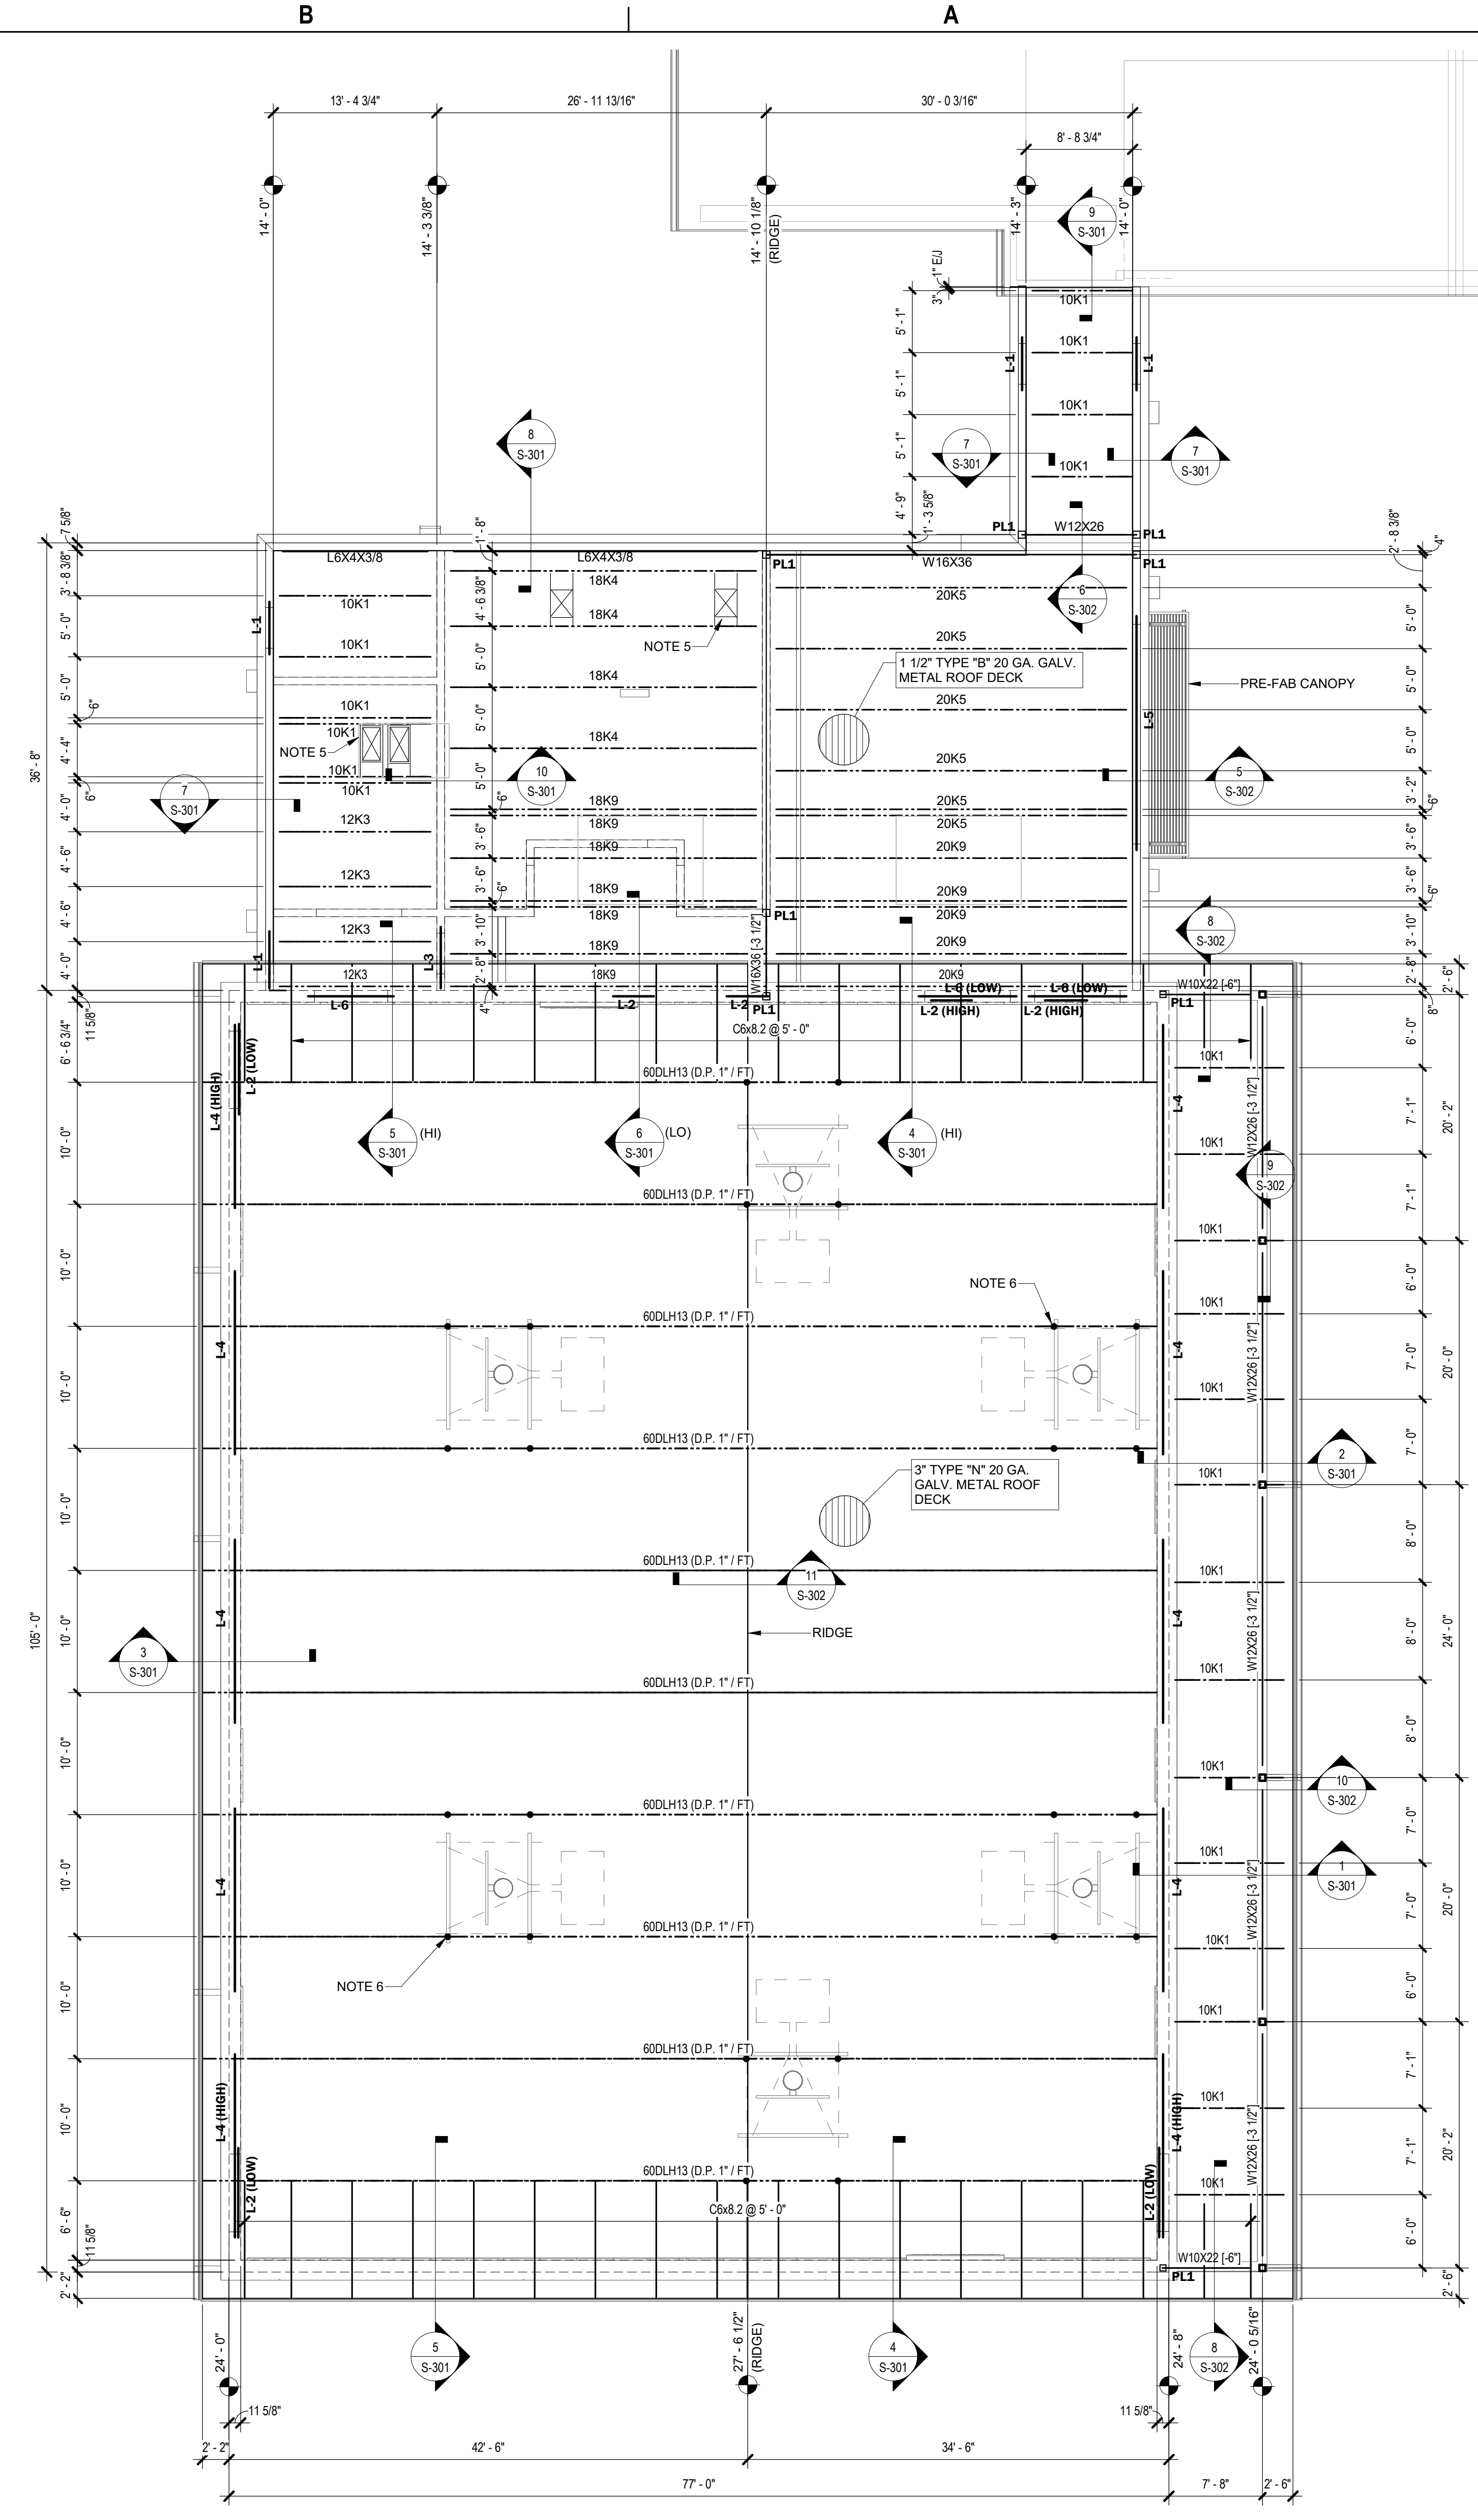 B
A
13' - 4 3/4"
26' - 11 13/16"
30' - 0 3/16"
8' - 8 3/4"
14' - 0"
14' - 3 3/8"
14' - 10 1/8"
(RIDGE)
14' - 3"
14' - 0"
9
S-301
1" E/J
3"
5' - 1"
5' - 1"
5' - 1"
4' - 9"
1' - 3 5/8"
10K1
10K1
10K1
10K1
L-1
L-1
8
S-301
7
S-301
7
S-301
PL1
W12X26
PL1
PL1
W16X36
PL1
6
S-302
L6X4X3/8
L6X4X3/8
7 5/8"
3' - 8 3/8"
5' - 0"
5' - 0"
6"
4' - 4"
6"
4' - 0"
4' - 6"
4' - 6"
4' - 0"
36' - 8"
L-1
10K1
10K1
10K1
10K1
NOTE 5
10K1
10K1
12K3
12K3
12K3
12K3
L-1
L-3
7
S-301
10
S-301
1' - 8"
4' - 6 3/8"
5' - 0"
5' - 0"
5' - 0"
6"
3' - 6"
3' - 6"
6"
3' - 10"
2' - 8"
4"
18K4
18K4
NOTE 5
18K4
18K4
18K9
18K9
18K9
18K9
18K9
18K9
18K9
PL1
W16X36 [-3 1/2"]
20K5
20K5
1 1/2" TYPE "B" 20 GA. GALV.
METAL ROOF DECK
20K5
20K5
20K5
20K5
20K9
20K9
20K9
20K9
20K9
L-5
PRE-FAB CANOPY
5
S-302
8
S-302
2' - 8 3/8"
4"
5' - 0"
5' - 0"
5' - 0"
3' - 2"
6"
3' - 6"
3' - 6"
6"
3' - 10"
2' - 8"
2' - 6"
8"
L-6
L-2
L-2
PL1
L-6 (LOW)
L-6 (LOW)
L-2 (HIGH)
L-2 (HIGH)
W10X22 [-6"]
PL1
C6x8.2 @ 5' - 0"
11 5/8"
6' - 6 3/4"
10' - 0"
10' - 0"
10' - 0"
10' - 0"
10' - 0"
10' - 0"
10' - 0"
10' - 0"
10' - 0"
6' - 6"
11 5/8"
2' - 2"
105' - 0"
L-4 (HIGH)
L-2 (LOW)
L-4
L-4
L-4
L-4 (HIGH)
L-2 (LOW)
60DLH13 (D.P. 1" / FT)
5
S-301
(HI)
6
S-301
(LO)
4
S-301
(HI)
60DLH13 (D.P. 1" / FT)
NOTE 6
60DLH13 (D.P. 1" / FT)
60DLH13 (D.P. 1" / FT)
3" TYPE "N" 20 GA.
GALV. METAL ROOF
DECK
60DLH13 (D.P. 1" / FT)
11
S-302
RIDGE
3
S-301
60DLH13 (D.P. 1" / FT)
60DLH13 (D.P. 1" / FT)
60DLH13 (D.P. 1" / FT)
NOTE 6
60DLH13 (D.P. 1" / FT)
60DLH13 (D.P. 1" / FT)
C6x8.2 @ 5' - 0"
L-4
L-4
L-4
L-4
L-4 (HIGH)
L-2 (LOW)
10K1
10K1
10K1
10K1
10K1
10K1
10K1
10K1
10K1
10K1
10K1
10K1
10K1
10K1
W12X26 [-3 1/2"]
W12X26 [-3 1/2"]
W12X26 [-3 1/2"]
W12X26 [-3 1/2"]
W12X26 [-3 1/2"]
9
S-302
2
S-301
10
S-302
1
S-301
W10X22 [-6"]
PL1
6' - 0"
7' - 1"
7' - 1"
6' - 0"
7' - 0"
7' - 0"
8' - 0"
8' - 0"
8' - 0"
7' - 0"
7' - 0"
6' - 0"
7' - 1"
7' - 1"
6' - 0"
20' - 2"
20' - 0"
24' - 0"
20' - 0"
20' - 2"
2' - 6"
5
S-301
4
S-301
8
S-302
24' - 0"
27' - 6 1/2"
(RIDGE)
24' - 8"
24' - 0 5/16"
11 5/8"
11 5/8"
2' - 2"
42' - 6"
34' - 6"
77' - 0"
7' - 8"
2' - 6"